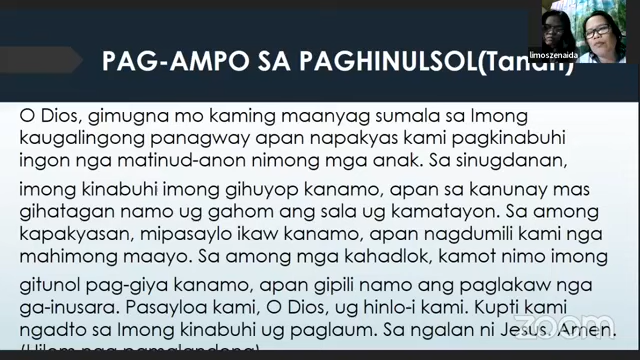 limoszenaida
PAG-AMPO SA PAGHINULSOL(Tanan)
O Dios, gimugna mo kaming maanyag sumala sa Imong
kaugalingong panagway apan napakyas kami pagkinabuhi
ingon nga matinud-anon nimong mga anak. Sa sinugdanan,
imong kinabuhi imong gihuyop kanamo, apan sa kanunay mas
gihatagan namo ug gahom ang sala ug kamatayon. Sa among
kapakyasan, mipasaylo ikaw kanamo, apan nagdumili kami nga
mahimong maayo. Sa among mga kahadlok, kamot nimo imong
gitunol pag-giya kanamo, apan gipili namo ang paglakaw nga
ga-inusara. Pasayloa kami, O Dios, ug hinlo-i kami. Kupti kami
ngadto sa Imong kinabuhi ug paglaum. Sa ngalan ni Jesus. Amen.
(Hilom nga pamalandong)
zoom